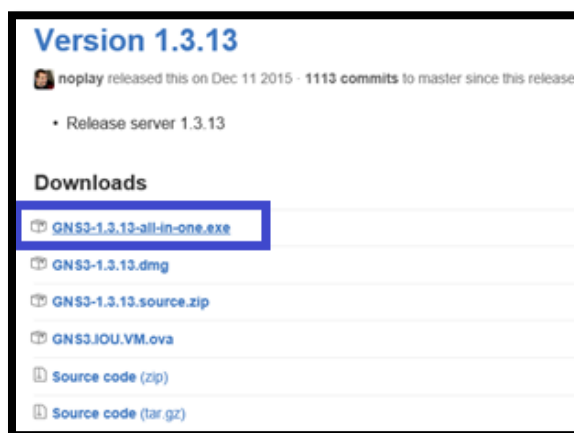 Version 1.3.13
noplay released this on Dec 11 2015 · 1113 commits to master since this release
• Release server 1.3.13
Downloads
GNS3-1.3.13-all-in-one.exe
GNS3-1.3.13.dmg
GNS3-1.3.13.source.zip
GNS3.IOU.VM.ova
Source code (zip)
Source code (tar.gz)